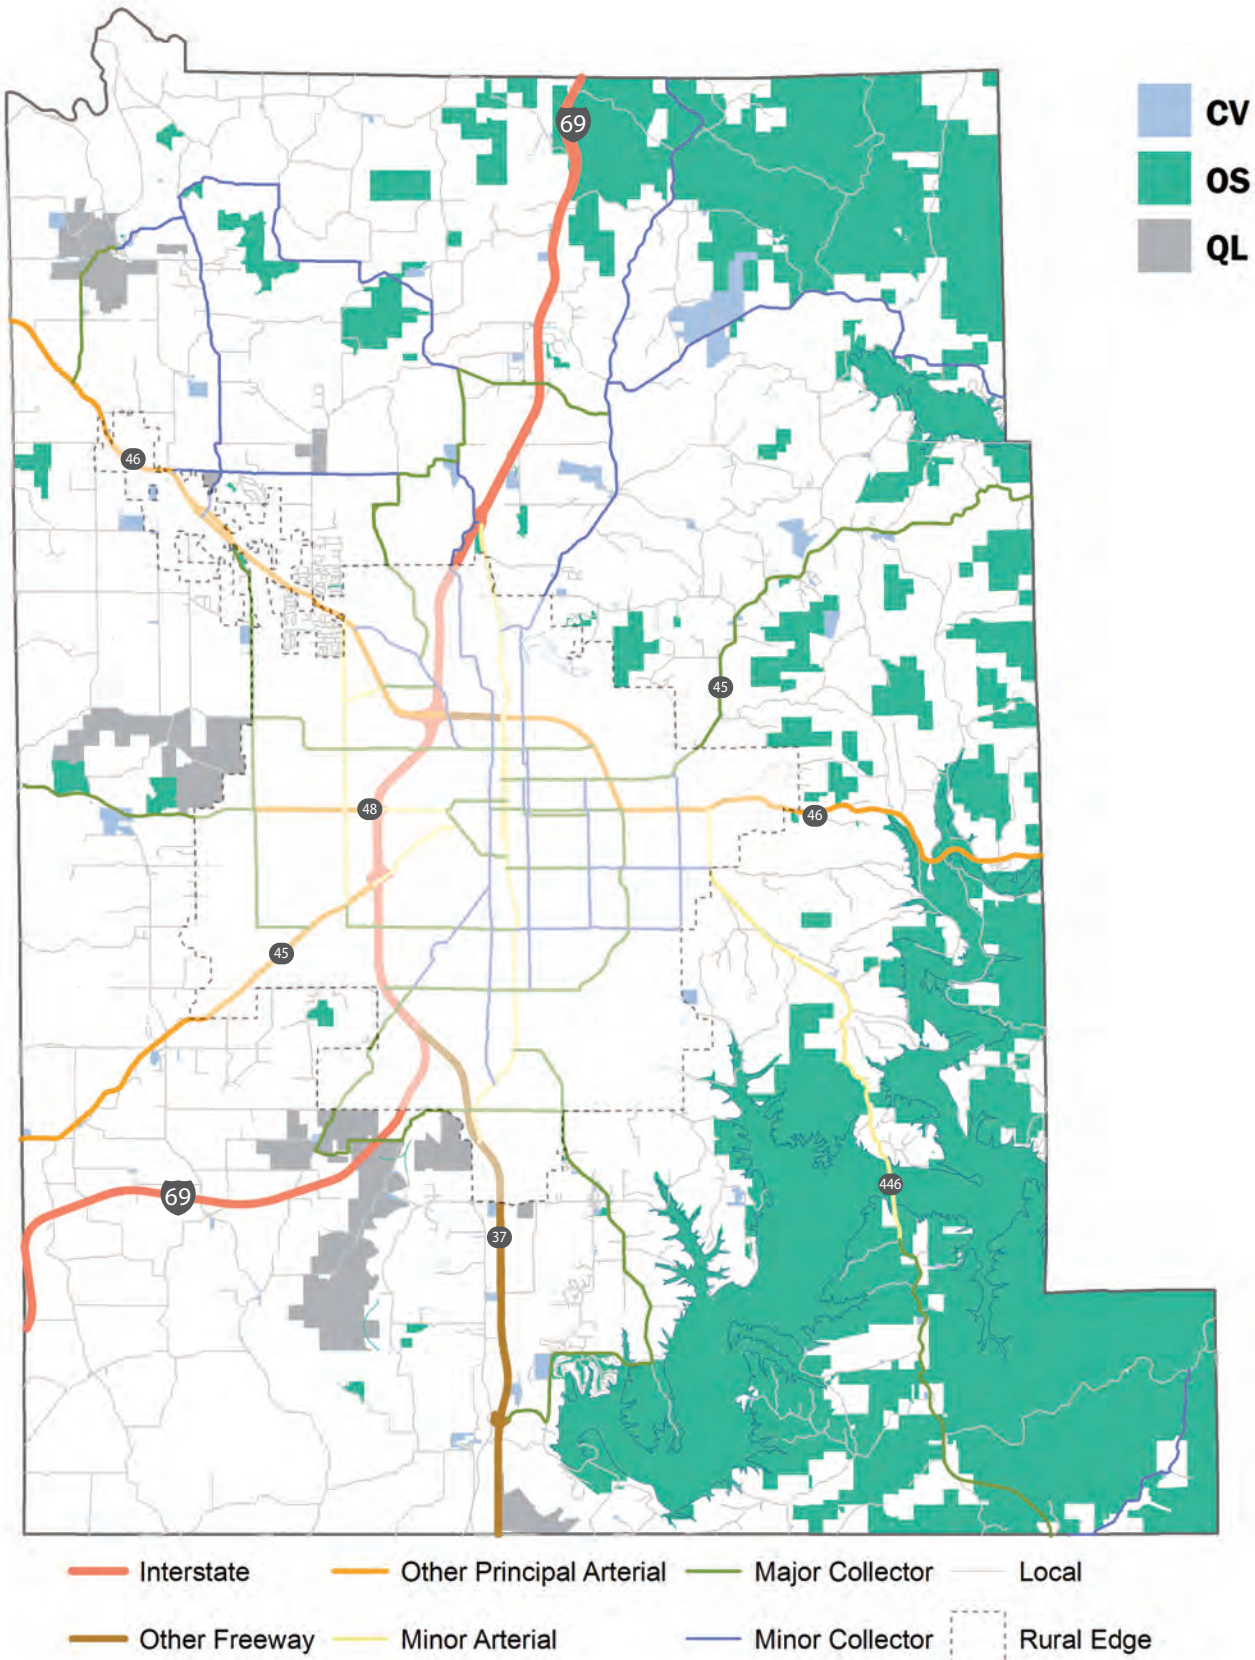 69
CV
OS
QL
46
45
48
46
45
446
69
37
Interstate
Other Principal Arterial
Major Collector
Local
Other Freeway
Minor Arterial
Minor Collector
Rural Edge